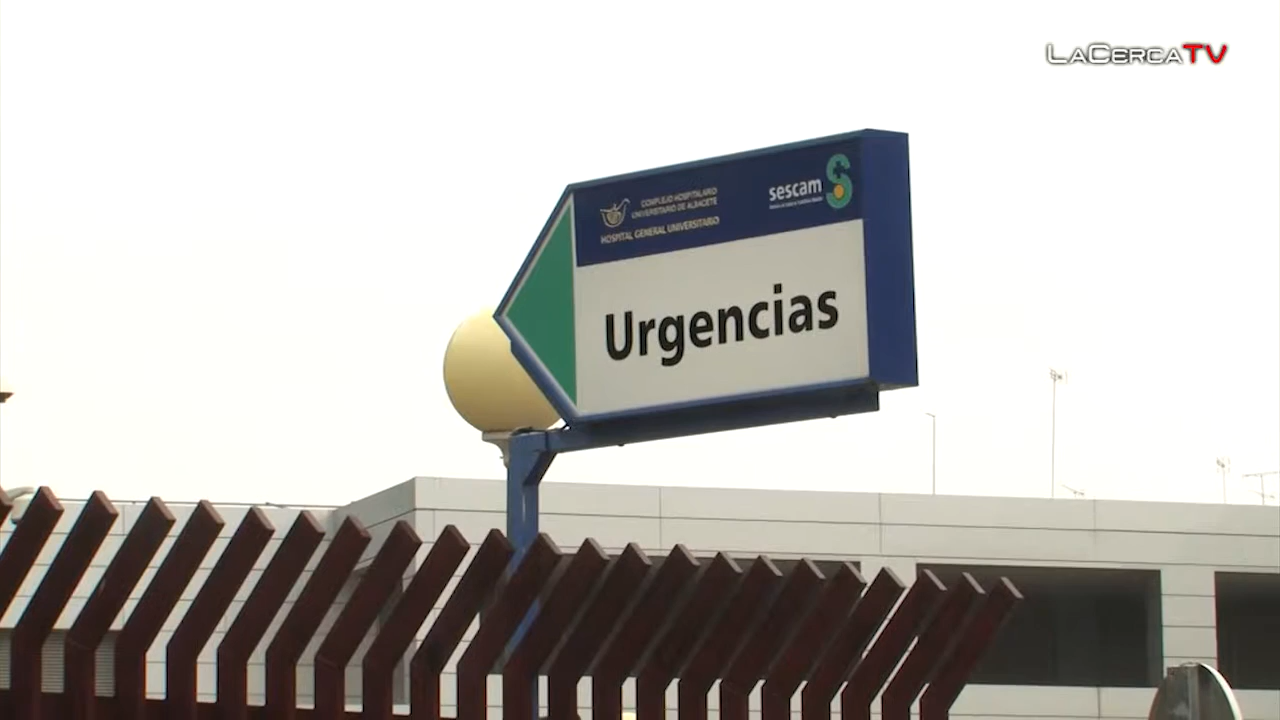 LaCercaTV
COMPLEJO HOSPITALARIO
UNIVERSITARIO DE ALBACETE
HOSPITAL GENERAL UNIVERSITARIO
sescam
Urgencias